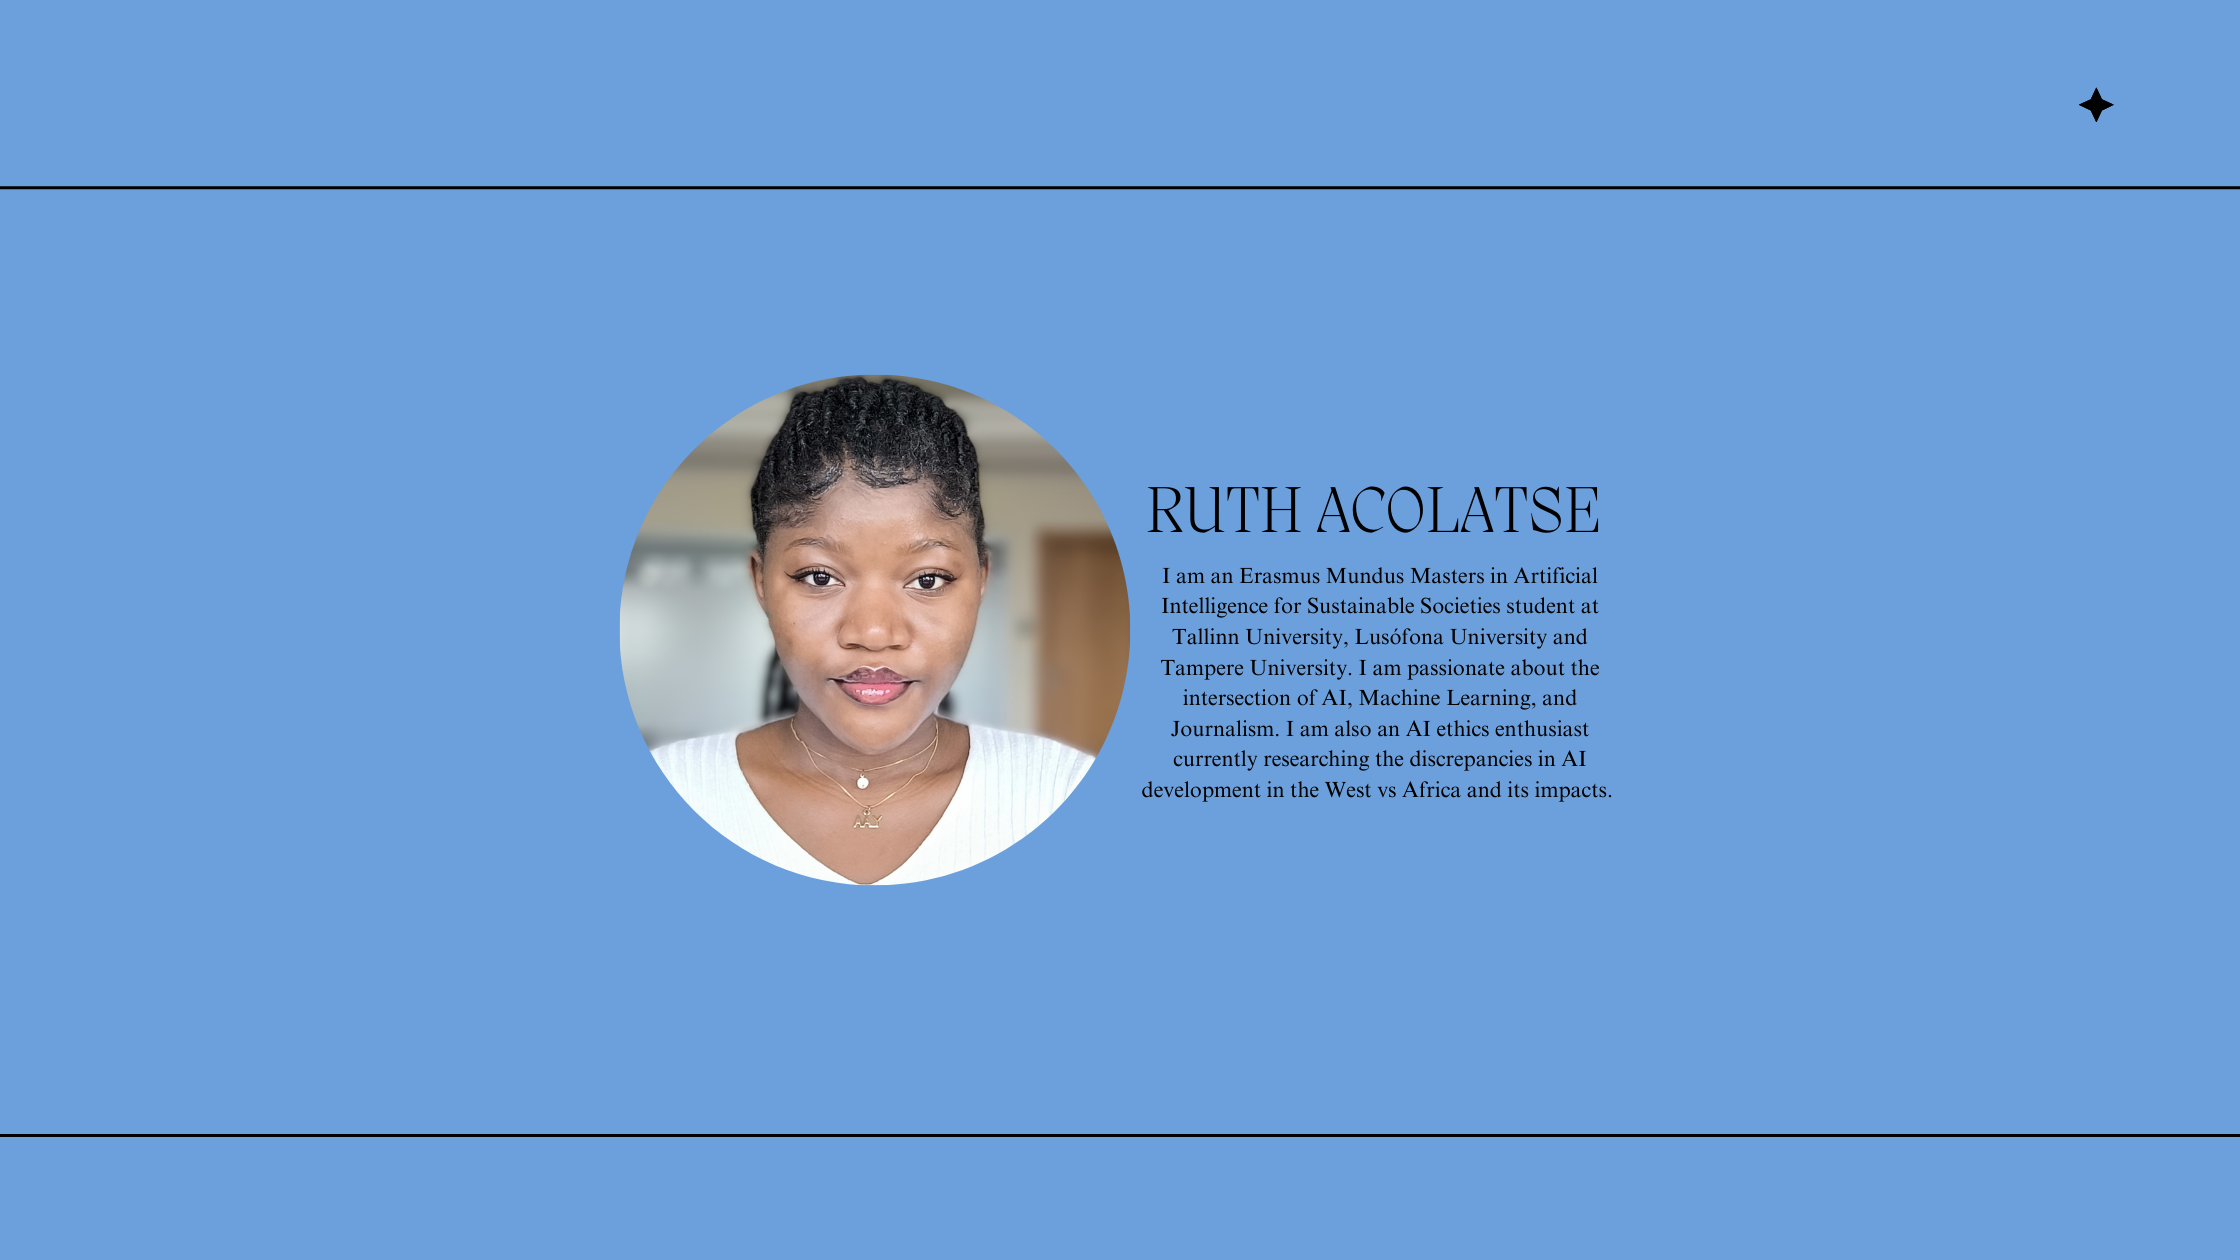 RUTH ACOLATSE
I am an Erasmus Mundus Masters in Artificial
Intelligence for Sustainable Societies student at
Tallinn University, Lusófona University and
Tampere University. I am passionate about the
intersection of AI, Machine Learning, and
Journalism. I am also an AI ethics enthusiast
currently researching the discrepancies in AI
development in the West vs Africa and its impacts.